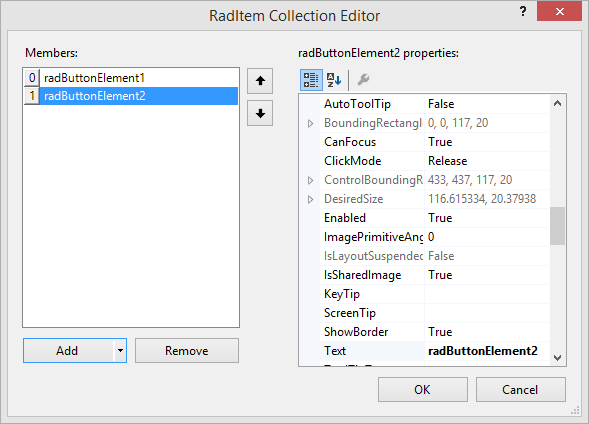 RadItem Collection Editor
?
Members:
radButtonElement2 properties:
0 radButtonElement1
1 radButtonElement2
A
Z
AutoToolTip False
BoundingRectangl 0, 0, 117, 20
CanFocus True
ClickMode Release
ControlBoundingR 433, 437, 117, 20
DesiredSize 116.615334, 20.37938
Enabled True
ImagePrimitiveAng 0
IsLayoutSuspended False
IsSharedImage True
KeyTip
ScreenTip
ShowBorder True
Text radButtonElement2
Add
Remove
OK
Cancel